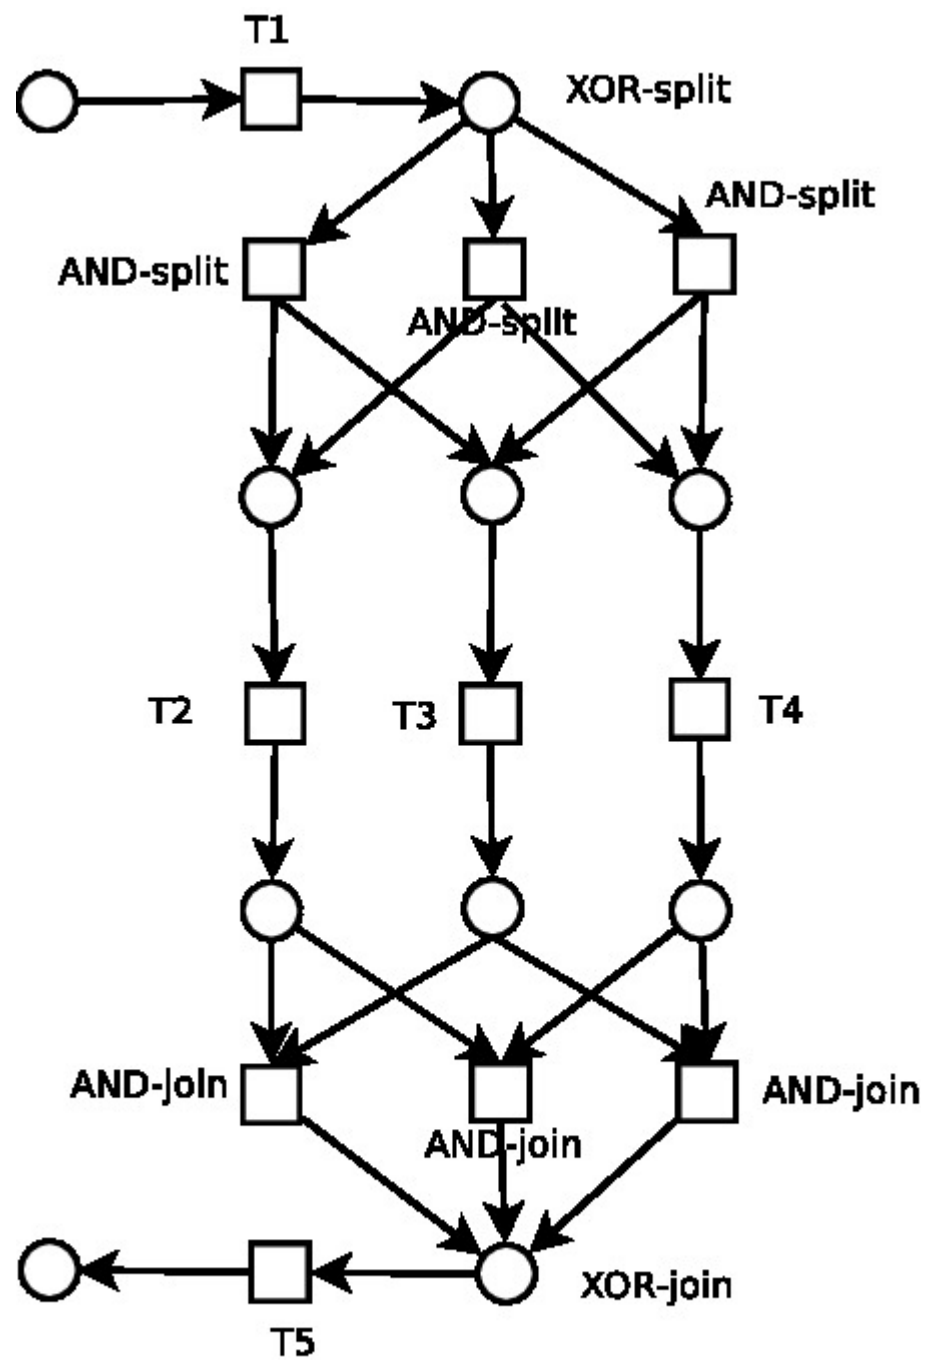 T1
XOR-split
AND-split
AND-split
AND-split
T2
T3
T4
AND-join
AND-join
AND-join
XOR-join
T5